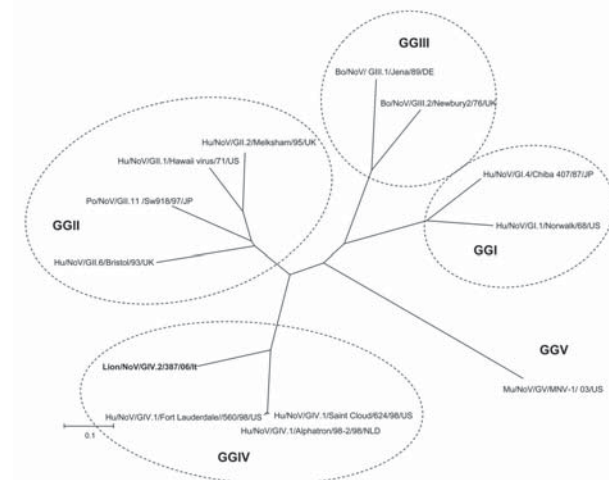 GGIII
Bo/NoV/ GIII.1/Jena/89/DE
Bo/NoV/GIII.2/Newbury2/76/UK
Hu/NoV/GII.2/Melksham/95/UK
Hu/NoV/GII.1/Hawaii virus/71/US
Hu/NoV/GI.4/Chiba 407/87/JP
Po/NoV/GII.11 /Sw918/97/JP
GGII
Hu/NoV/GI.1/Norwalk/68/US
GGI
Hu/NoV/GII.6/Bristol/93/UK
GGV
Lion/NoV/GIV.2/387/06/It
Mu/NoV/GV/MNV-1/ 03/US
Hu/NoV/GIV.1/Fort Lauderdale//560/98/US
Hu/NoV/GIV.1/Saint Cloud/624/98/US
Hu/NoV/GIV.1/Alphatron/98-2/98/NLD
0.1
GGIV